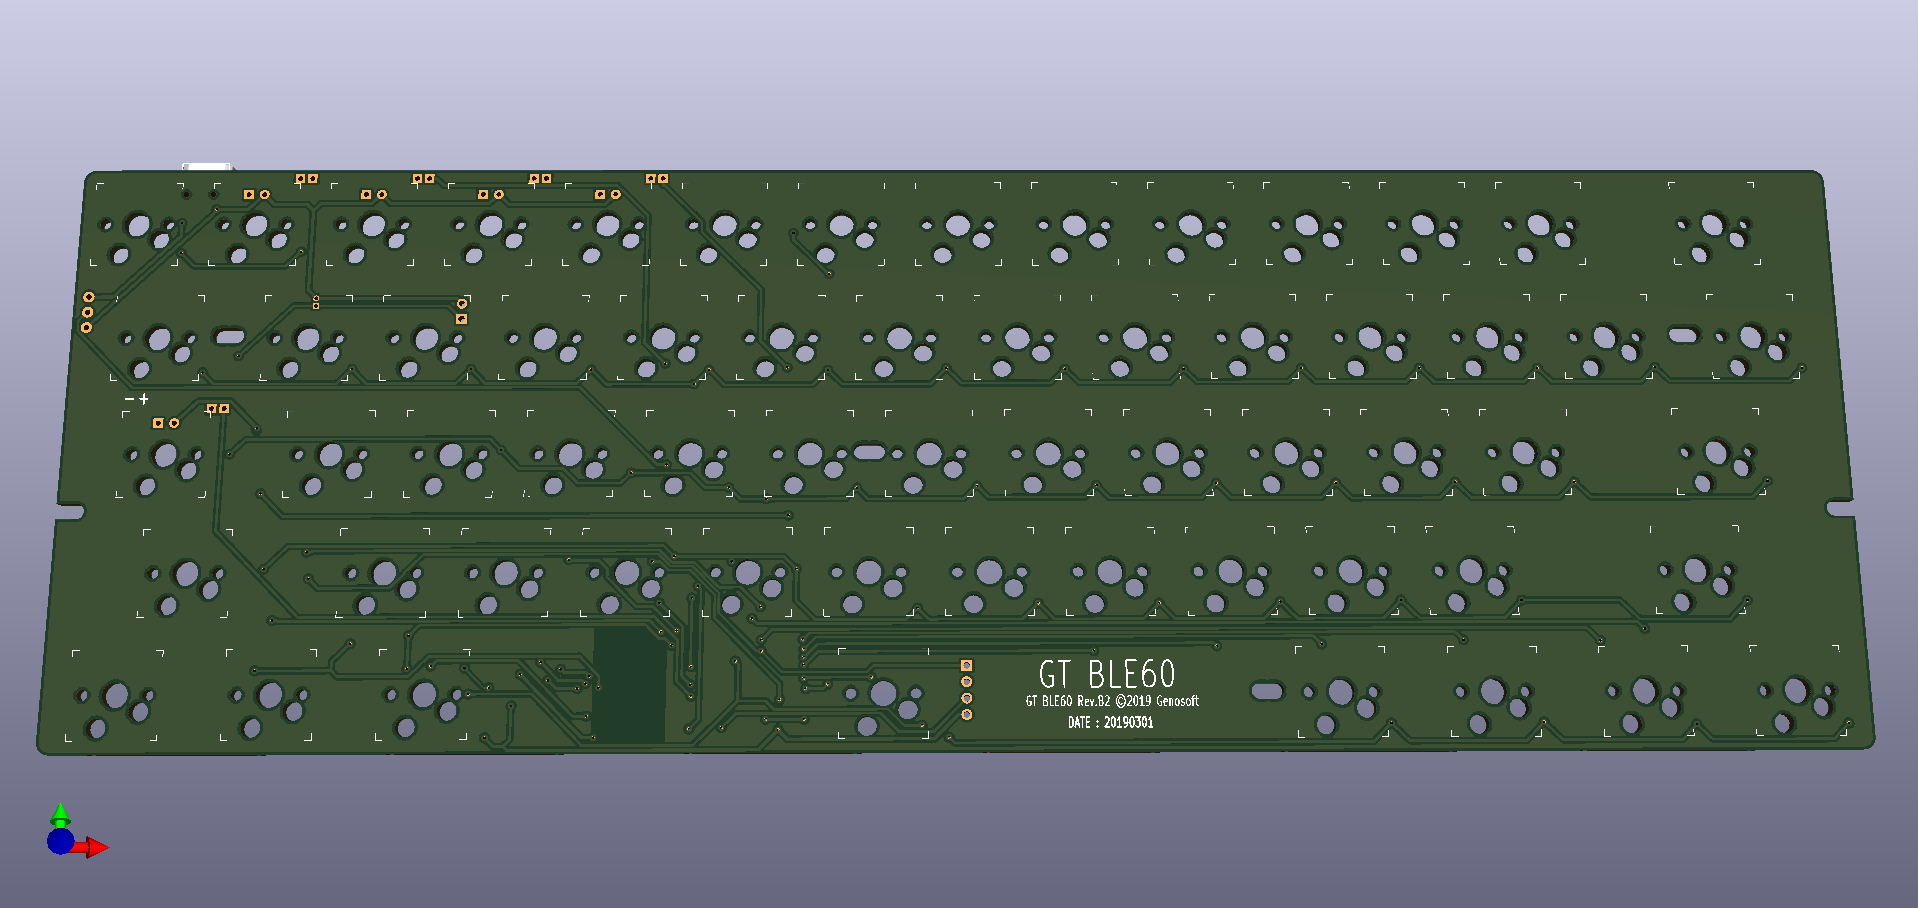 − +
GT BLE60
GT BLE60 Rev.B2 ©2019 Genosoft
DATE : 20190301